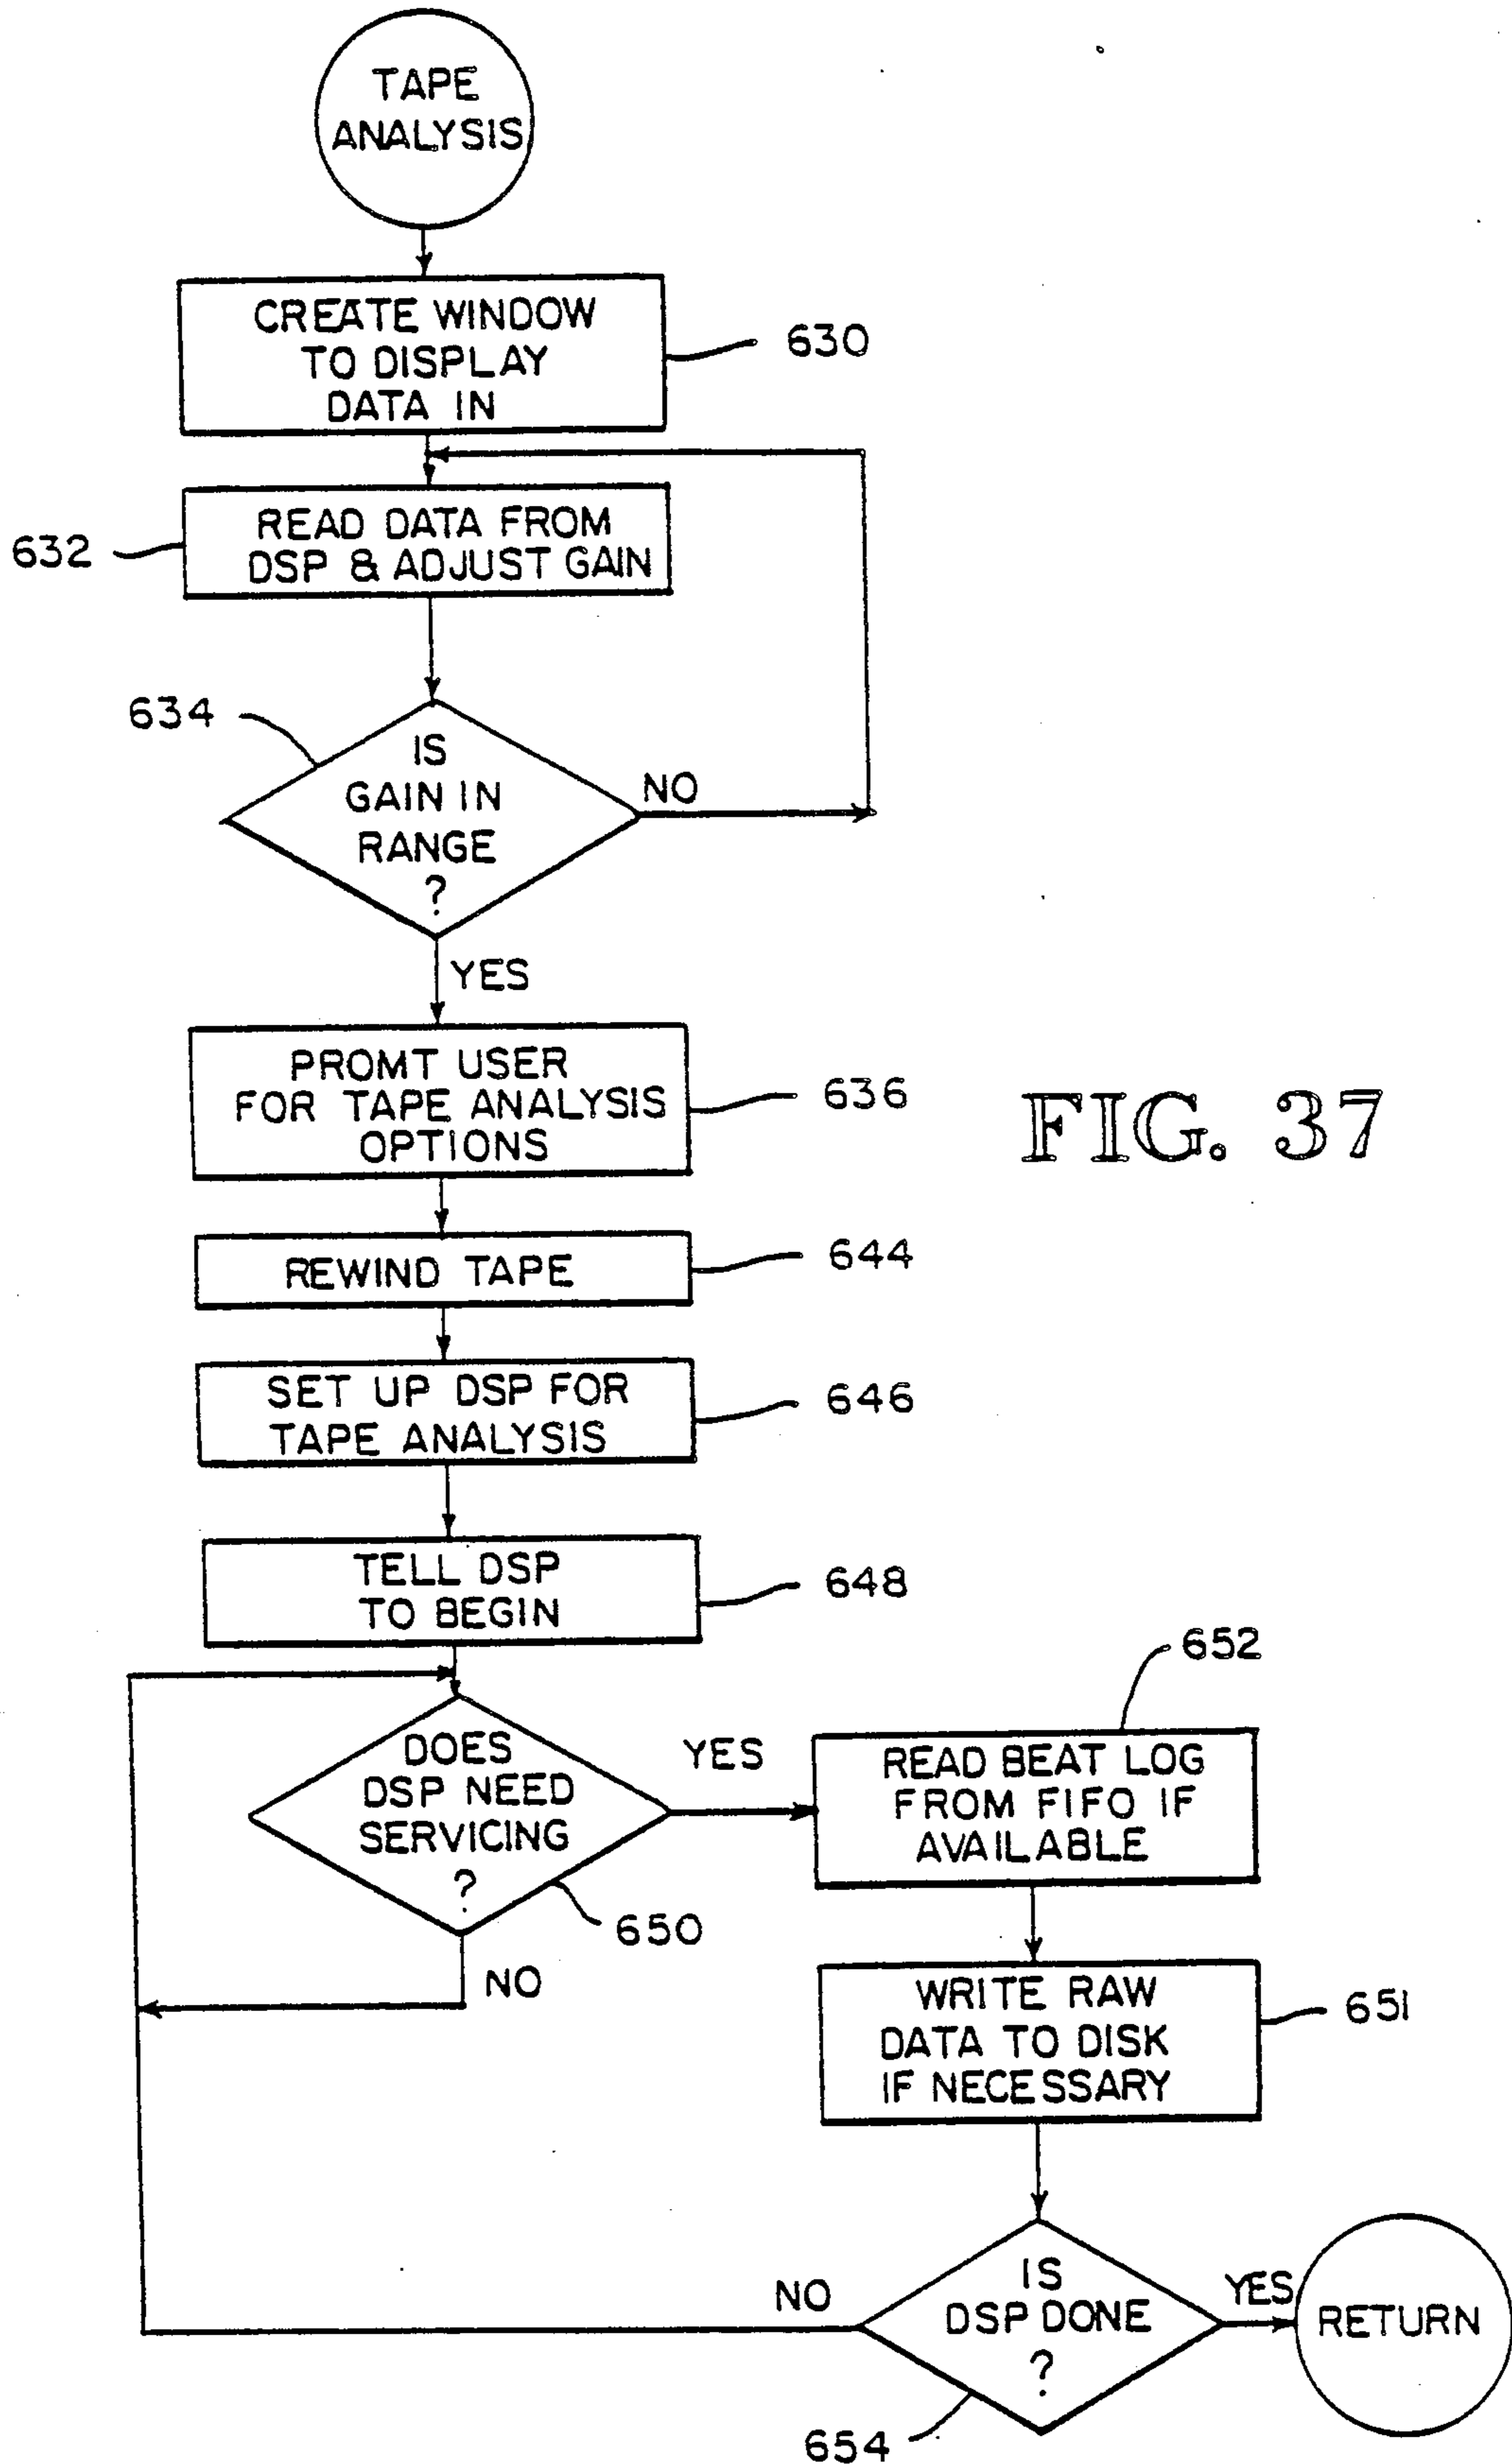 TAPE
ANALYSIS
CREATE WINDOW
TO DISPLAY
DATA IN
630
READ DATA FROM
DSP & ADJUST GAIN
632
634
IS
GAIN IN
RANGE
?
NO
YES
PROMT USER
FOR TAPE ANALYSIS
OPTIONS
636
FIG. 37
REWIND TAPE
644
SET UP DSP FOR
TAPE ANALYSIS
646
TELL DSP
TO BEGIN
648
DOES
DSP NEED
SERVICING
?
650
YES
NO
652
READ BEAT LOG
FROM FIFO IF
AVAILABLE
WRITE RAW
DATA TO DISK
IF NECESSARY
651
IS
DSP DONE
?
NO
YES
654
RETURN